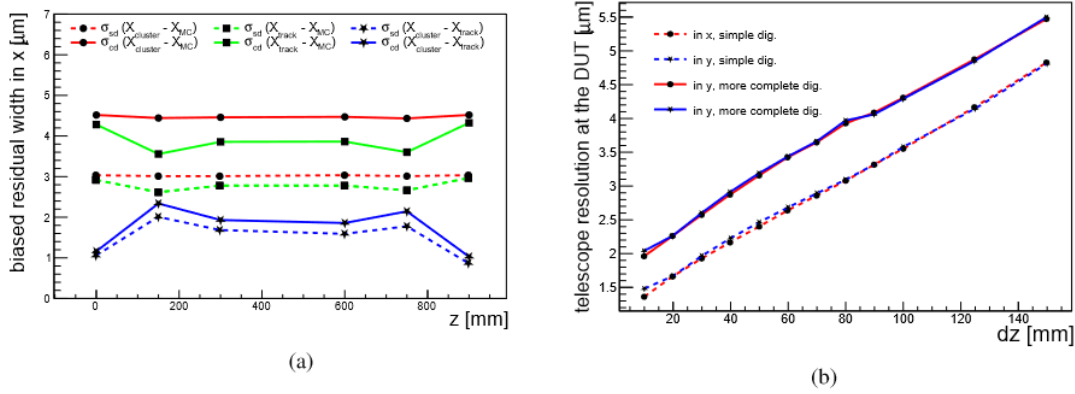 σsd (Xcluster - XMC) σsd (Xtrack - XMC) σsd (Xcluster - Xtrack)
σcd (Xcluster - XMC) σcd (Xtrack - XMC) σcd (Xcluster - Xtrack)
biased residual width in x [μm]
7
6
5
4
3
2
1
0
0 200 400 600 800
z [mm]
(a)
telescope resolution at the DUT [μm]
5.5
5
4.5
4
3.5
3
2.5
2
1.5
in x, simple dig.
in y, simple dig.
in y, more complete dig.
in y, more complete dig.
20 40 60 80 100 120 140
dz [mm]
(b)